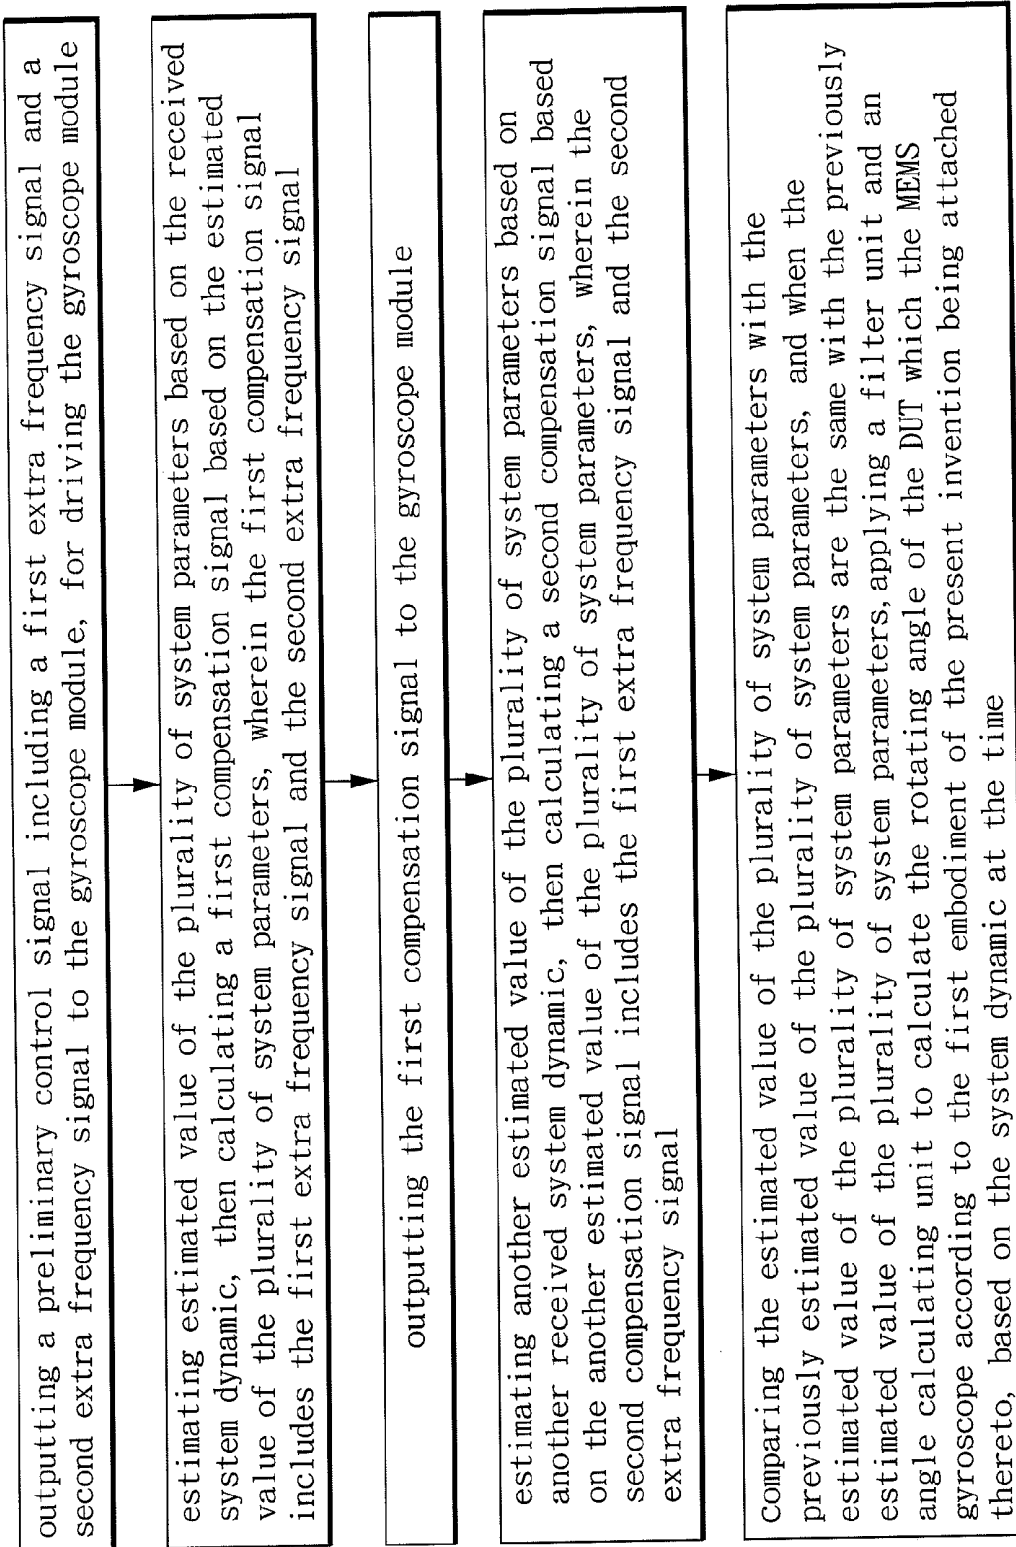 outputting a preliminary control signal including a first extra frequency signal and a
second extra frequency signal to the gyroscope module, for driving the gyroscope module
estimating estimated value of the plurality of system parameters based on the received
system dynamic, then calculating a first compensation signal based on the estimated
value of the plurality of system parameters, wherein the first compensation signal
includes the first extra frequency signal and the second extra frequency signal
outputting the first compensation signal to the gyroscope module
estimating another estimated value of the plurality of system parameters based on
another received system dynamic, then calculating a second compensation signal based
on the another estimated value of the plurality of system parameters, wherein the
second compensation signal includes the first extra frequency signal and the second
extra frequency signal
Comparing the estimated value of the plurality of system parameters with the
previously estimated value of the plurality of system parameters, and when the
estimated value of the plurality of system parameters are the same with the previously
estimated value of the plurality of system parameters, applying a filter unit and an
angle calculating unit to calculate the rotating angle of the DUT which the MEMS
gyroscope according to the first embodiment of the present invention being attached
thereto, based on the system dynamic at the time